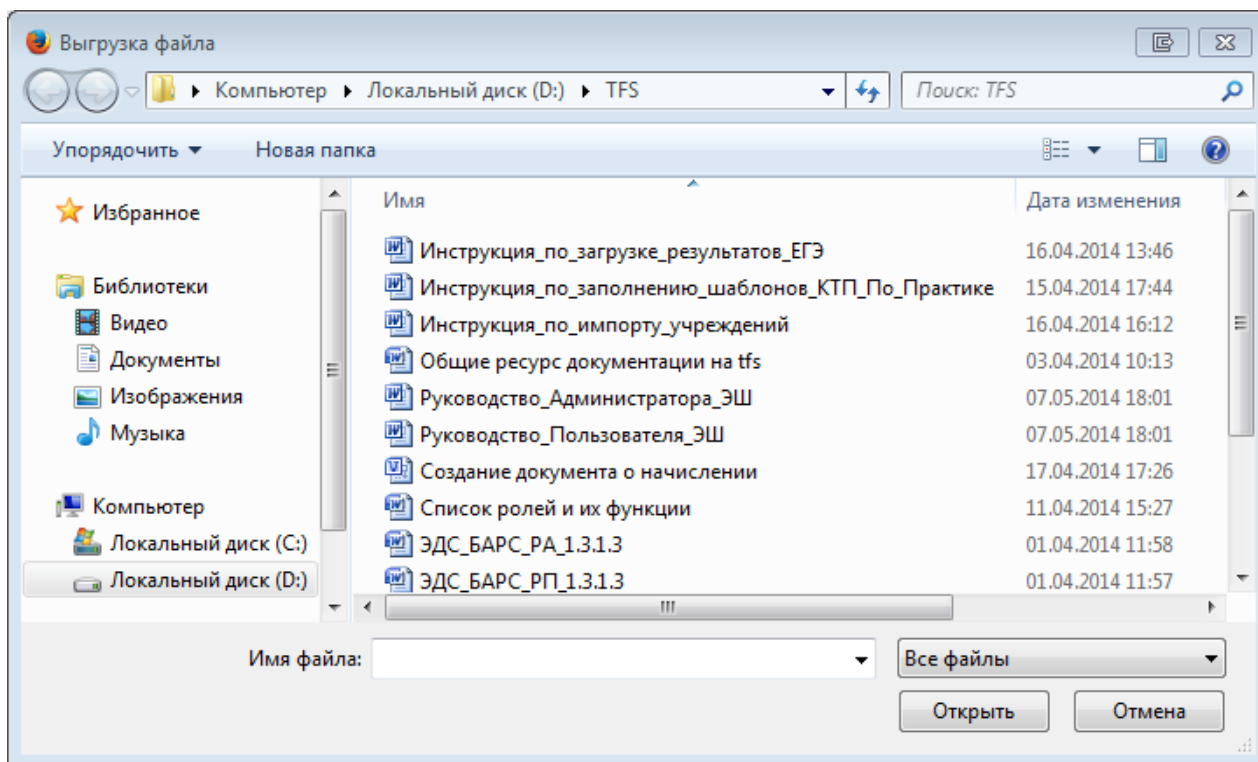 Выгрузка файла
Компьютер Локальный диск (D:) TFS
Поиск: TFS
Упорядочить Новая папка
Избранное
Библиотеки
Видео
Документы
Изображения
Музыка
Компьютер
Локальный диск (C:)
Локальный диск (D:)
Имя Дата изменения
Инструкция_по_загрузке_результатов_ЕГЭ 16.04.2014 13:46
Инструкция_по_заполнению_шаблонов_КТП_По_Практике 15.04.2014 17:44
Инструкция_по_импорту_учреждений 16.04.2014 16:12
Общие ресурс документации на tfs 03.04.2014 10:13
Руководство_Администратора_ЭШ 07.05.2014 18:01
Руководство_Пользователя_ЭШ 07.05.2014 18:01
Создание документа о начислении 17.04.2014 17:26
Список ролей и их функции 11.04.2014 15:27
ЭДС_БАРС_РА_1.3.1.3 01.04.2014 11:58
ЭДС_БАРС_РП_1.3.1.3 01.04.2014 11:57
Имя файла: Все файлы
Открыть Отмена